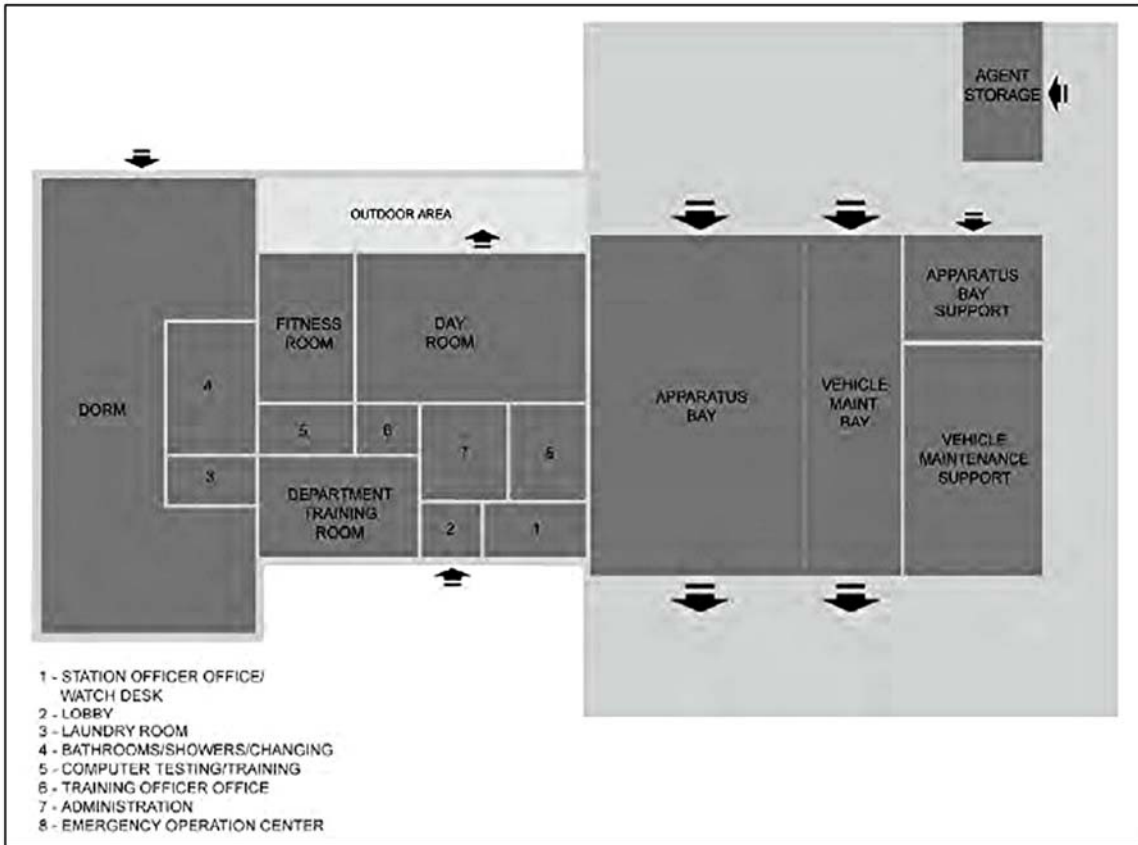 AGENT
STORAGE
OUTDOOR AREA
FITNESS
ROOM
DAY
ROOM
APPARATUS
BAY
SUPPORT
DORM
4
3
5
6
7
8
DEPARTMENT
TRAINING
ROOM
2
1
APPARATUS
BAY
VEHICLE
MAINT
BAY
VEHICLE
MAINTENANCE
SUPPORT
1 - STATION OFFICER OFFICE/
WATCH DESK
2 - LOBBY
3 - LAUNDRY ROOM
4 - BATHROOMS/SHOWERS/CHANGING
5 - COMPUTER TESTING/TRAINING
6 - TRAINING OFFICER OFFICE
7 - ADMINISTRATION
8 - EMERGENCY OPERATION CENTER